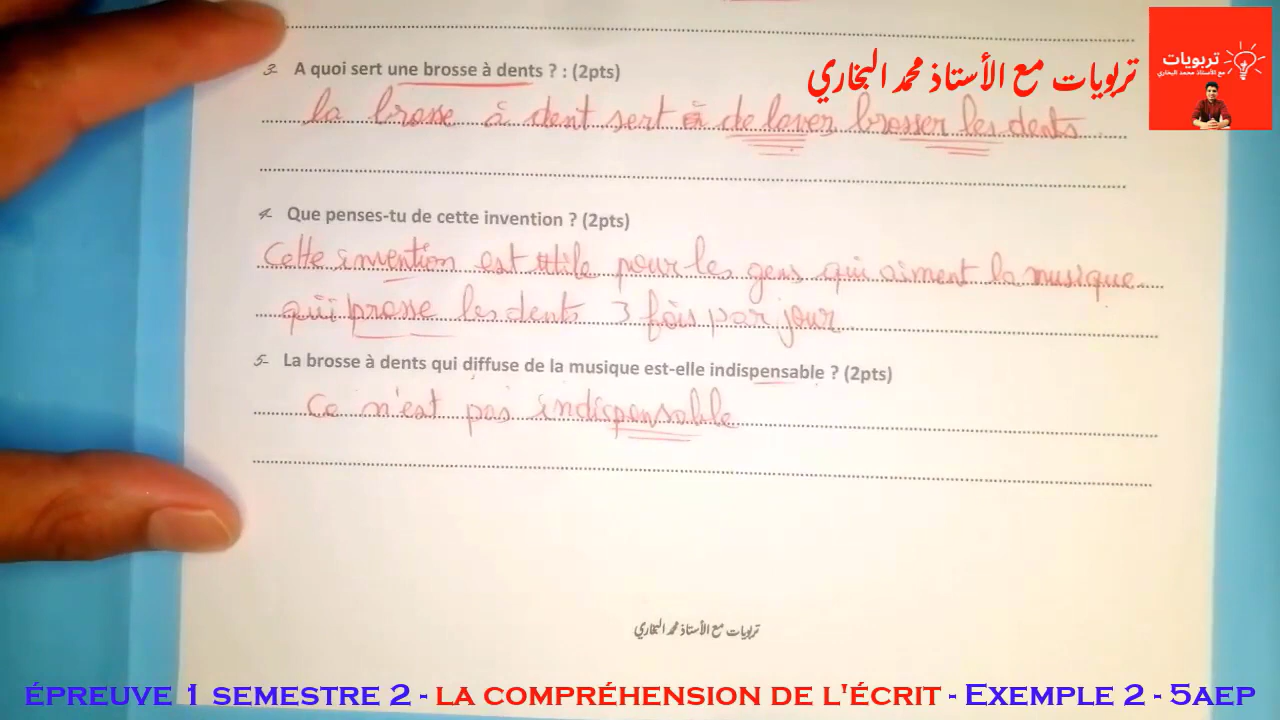 3- A quoi sert une brosse à dents ? : (2pts)
تربويات مع الأستاذ محمد البخاري
تربويات
مع الأستاذ محمد البخاري
la brosse à dent sert à de laver brosser les dents
4- Que penses-tu de cette invention ? (2pts)
Cette invention est utile pour les gens qui aiment la musique
qui brosse les dents 3 fois par jour
5- La brosse à dents qui diffuse de la musique est-elle indispensable ? (2pts)
Ce n'est pas indispensable
تربويات مع الأستاذ محمد البخاري
ÉPREUVE 1 SEMESTRE 2 - LA COMPRÉHENSION DE L'ÉCRIT - EXEMPLE 2 - 5AEP